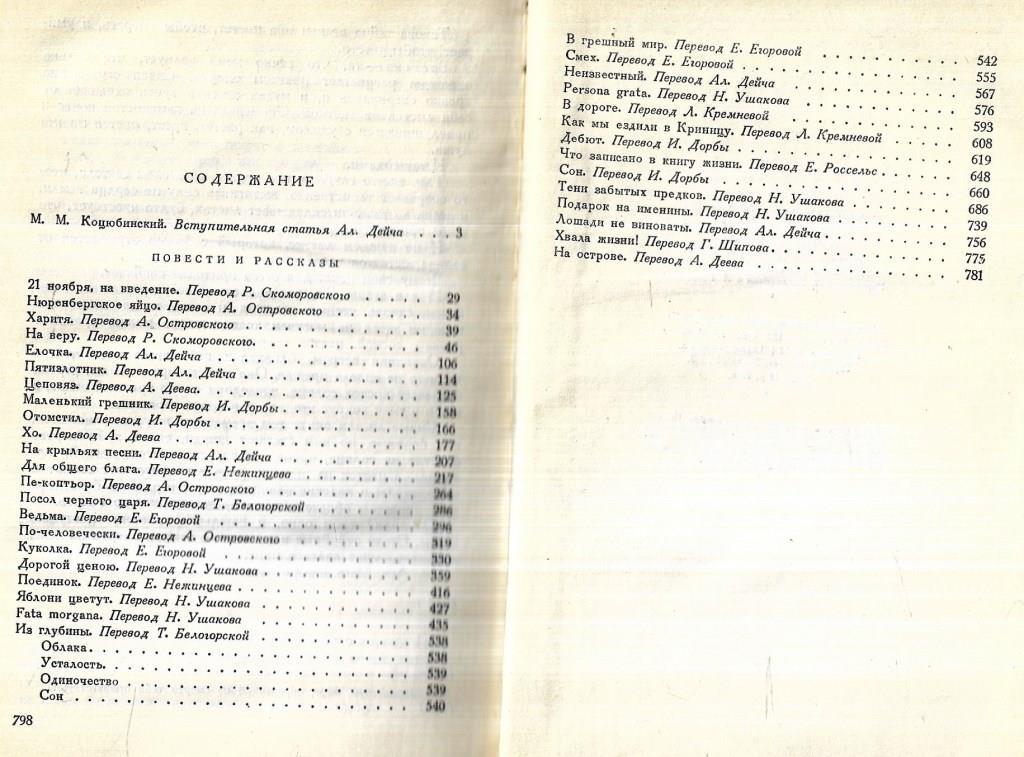 СОДЕРЖАНИЕ
М. М. Коцюбинский. Вступительная статья Ал. Дейча . . . 3
ПОВЕСТИ И РАССКАЗЫ
21 ноября, на введение. Перевод Р. Скоморовского . . . . . 29
Нюренбергское яйцо. Перевод А. Островского . . . . . . 34
Харитя. Перевод А. Островского . . . . . . . . . . 39
На веру. Перевод Р. Скоморовского. . . . . . . . . 46
Елочка. Перевод Ал. Дейча . . . . . . . . . . . 106
Пятизлотник. Перевод Ал. Дейча . . . . . . . . . 114
Цеповяз. Перевод А. Деева. . . . . . . . . . . . 125
Маленький грешник. Перевод И. Дорбы . . . . . . . . 158
Отомстил. Перевод И. Дорбы . . . . . . . . . . . 166
Хо. Перевод А. Деева . . . . . . . . . . . . . 177
На крыльях песни. Перевод Ал. Дейча . . . . . . . . 207
Для общего блага. Перевод Е. Нежинцева . . . . . . . 217
Пе-коптьор. Перевод А. Островского . . . . . . . . . 264
Посол черного царя. Перевод Т. Белогорской . . . . . . 286
Ведьма. Перевод Е. Егоровой . . . . . . . . . . . 296
По-человечески. Перевод А. Островского . . . . . . . 319
Куколка. Перевод Е. Егоровой . . . . . . . . . . 330
Дорогой ценою. Перевод Н. Ушакова . . . . . . . . . 359
Поединок. Перевод Е. Нежинцева . . . . . . . . . . 416
Яблони цветут. Перевод Н. Ушакова . . . . . . . . . 427
Fata morgana. Перевод Н. Ушакова . . . . . . . . . 435
Из глубины. Перевод Т. Белогорской . . . . . . . . . 538
Облака. . . . . . . . . . . . . . . . . . . 538
Усталость. . . . . . . . . . . . . . . . . . 539
Одиночество . . . . . . . . . . . . . . . . . 539
Сон . . . . . . . . . . . . . . . . . . . . 540
798
В грешный мир. Перевод Е. Егоровой . . . . . . . . . 542
Смех. Перевод Е. Егоровой . . . . . . . . . . . . 555
Неизвестный. Перевод Ал. Дейча . . . . . . . . . . 567
Persona grata. Перевод Н. Ушакова . . . . . . . . . 576
В дороге. Перевод Л. Кремневой . . . . . . . . . . 593
Как мы ездили в Криницу. Перевод Л. Кремневой . . . . . 608
Дебют. Перевод И. Дорбы . . . . . . . . . . . . 619
Что записано в книгу жизни. Перевод Е. Россельс . . . . . 648
Сон. Перевод И. Дорбы . . . . . . . . . . . . . 660
Тени забытых предков. Перевод Н. Ушакова . . . . . . . 686
Подарок на именины. Перевод Н. Ушакова . . . . . . . 739
Лошади не виноваты. Перевод Ал. Дейча . . . . . . . . 756
Хвала жизни! Перевод Г. Шипова. . . . . . . . . . . 775
На острове. Перевод А. Деева . . . . . . . . . . . 781